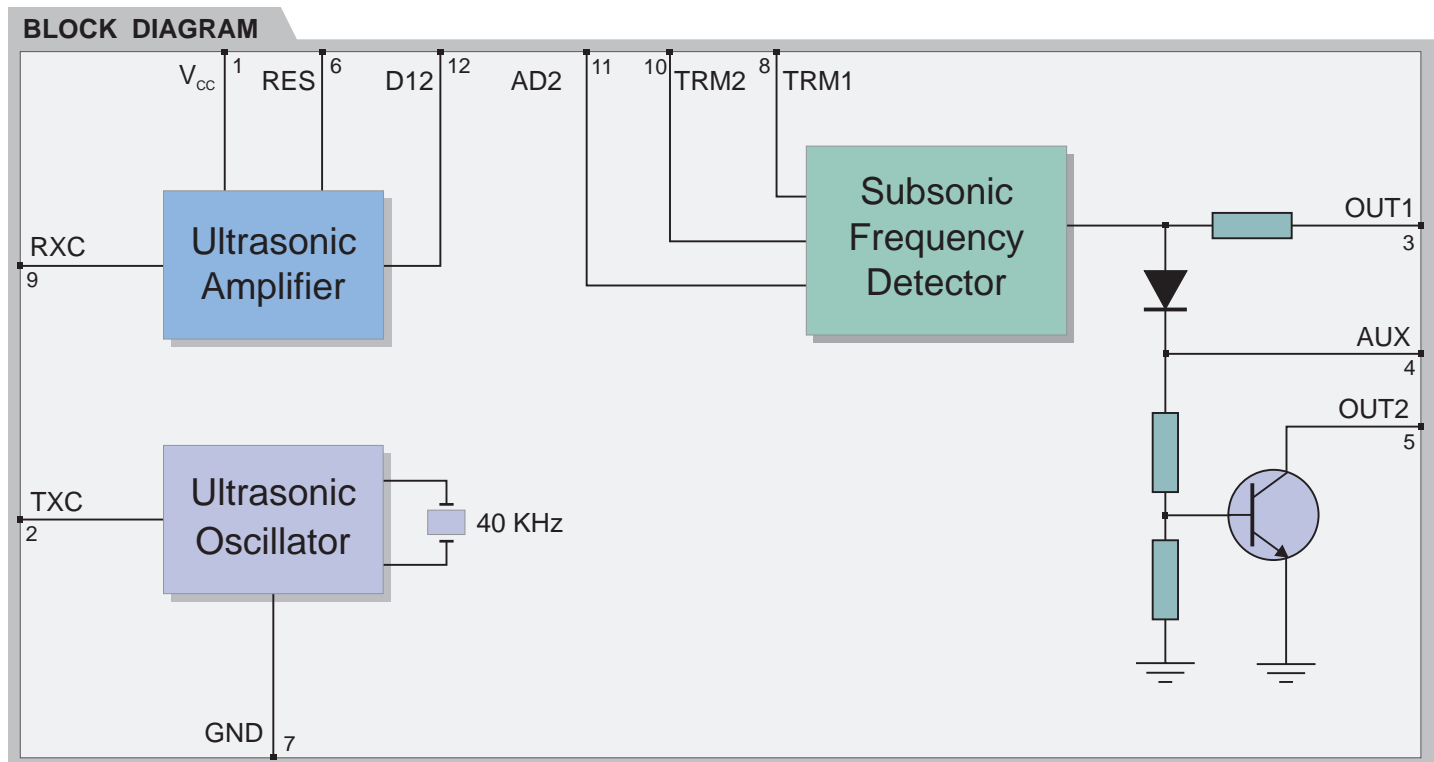 BLOCK DIAGRAM
VCC 1 RES 6 D12 12 AD2 11 10 TRM2 8 TRM1
Ultrasonic
Amplifier
RXC
9
Subsonic
Frequency
Detector
OUT1
3
AUX
4
OUT2
5
Ultrasonic
Oscillator
TXC
2
40 KHz
GND 7